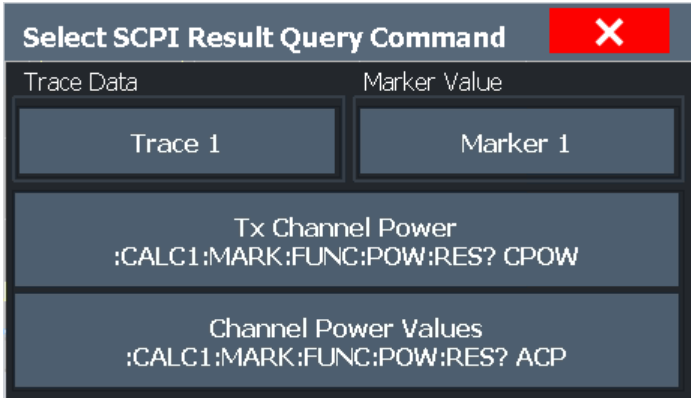 Select SCPI Result Query Command
Trace Data
Marker Value
Trace 1
Marker 1
Tx Channel Power
:CALC1:MARK:FUNC:POW:RES? CPOW
Channel Power Values
:CALC1:MARK:FUNC:POW:RES? ACP